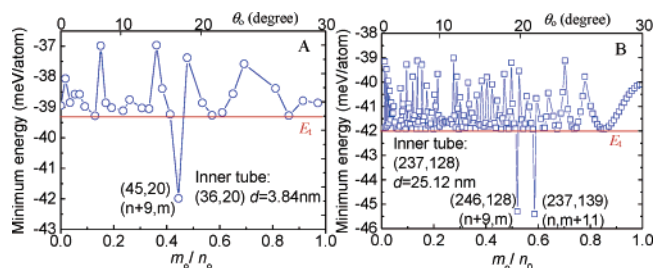 θₒ (degree)
0 10 20 30
A
Minimum energy (meV/atom)
-36
-37
-38
-39
-40
-41
-42
-43
E₁
Inner tube:
(36,20) d=3.84nm
(45,20)
(n+9,m)
0.0 0.2 0.4 0.6 0.8 1.0
mₒ/ nₒ
θₒ (degree)
0 10 20 30
B
Minimum energy (meV/atom)
-38
-39
-40
-41
-42
-43
-44
-45
-46
Inner tube:
(237,128)
d=25.12 nm
(246,128)
(n+9,m)
(237,139)
(n,m+11)
0.0 0.2 0.4 0.6 0.8 1.0